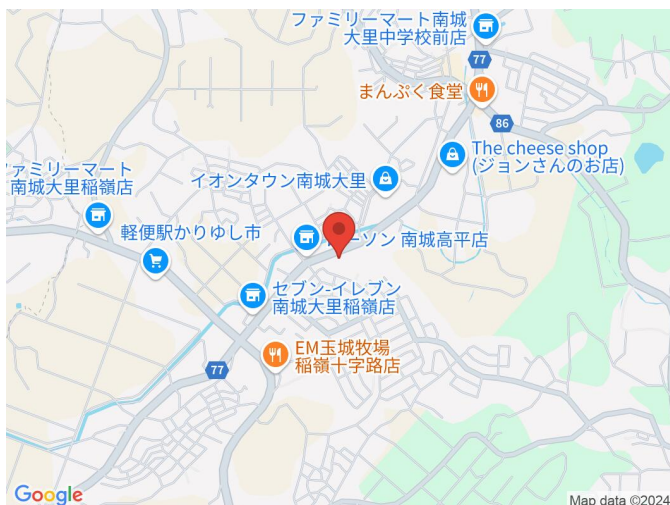 ファミリーマート南城
大里中学校前店
77
まんぷく食堂
86
The cheese shop
(ジョンさんのお店)
イオンタウン南城大里
ファミリーマート
南城大里稲嶺店
軽便駅かりゆし市
ーソン 南城高平店
セブン-イレブン
南城大里稲嶺店
EM玉城牧場
稲嶺十字路店
77
Google
Map data ©2024